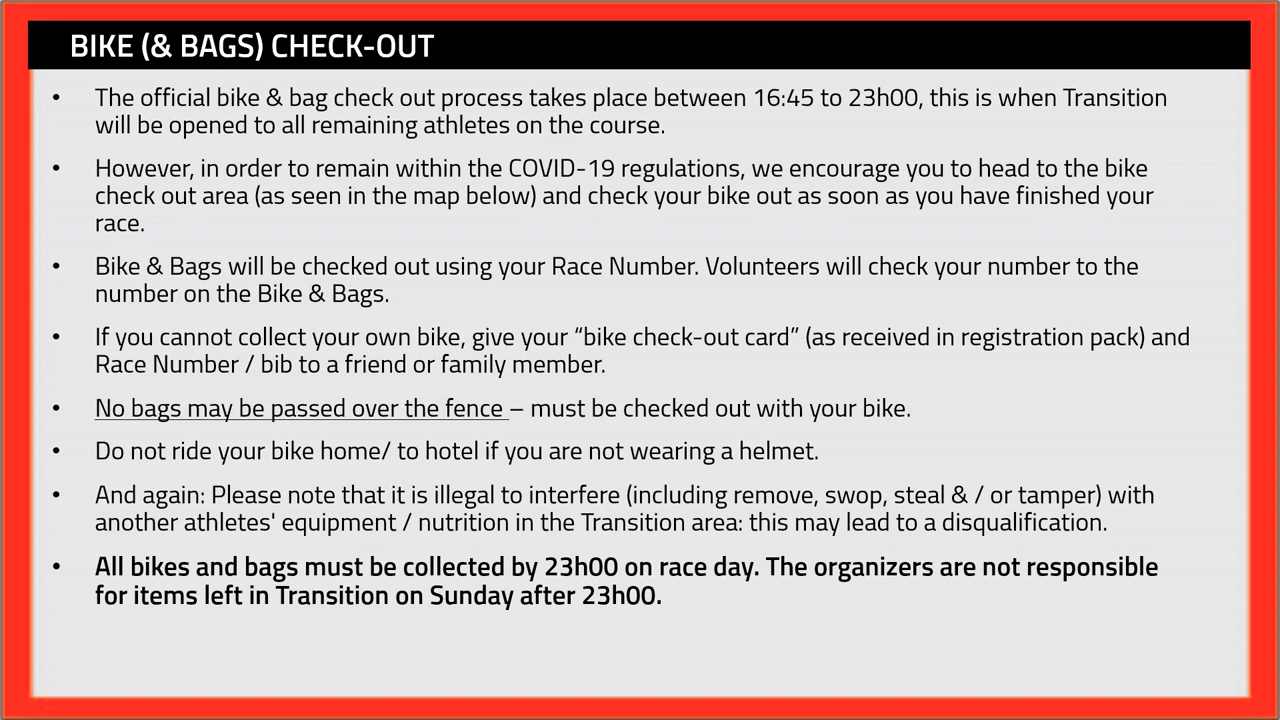 BIKE (& BAGS) CHECK-OUT
• The official bike & bag check out process takes place between 16:45 to 23h00, this is when Transition
will be opened to all remaining athletes on the course.
• However, in order to remain within the COVID-19 regulations, we encourage you to head to the bike
check out area (as seen in the map below) and check your bike out as soon as you have finished your
race.
• Bike & Bags will be checked out using your Race Number. Volunteers will check your number to the
number on the Bike & Bags.
• If you cannot collect your own bike, give your “bike check-out card” (as received in registration pack) and
Race Number / bib to a friend or family member.
• No bags may be passed over the fence – must be checked out with your bike.
• Do not ride your bike home/ to hotel if you are not wearing a helmet.
• And again: Please note that it is illegal to interfere (including remove, swop, steal & / or tamper) with
another athletes' equipment / nutrition in the Transition area: this may lead to a disqualification.
• All bikes and bags must be collected by 23h00 on race day. The organizers are not responsible
for items left in Transition on Sunday after 23h00.